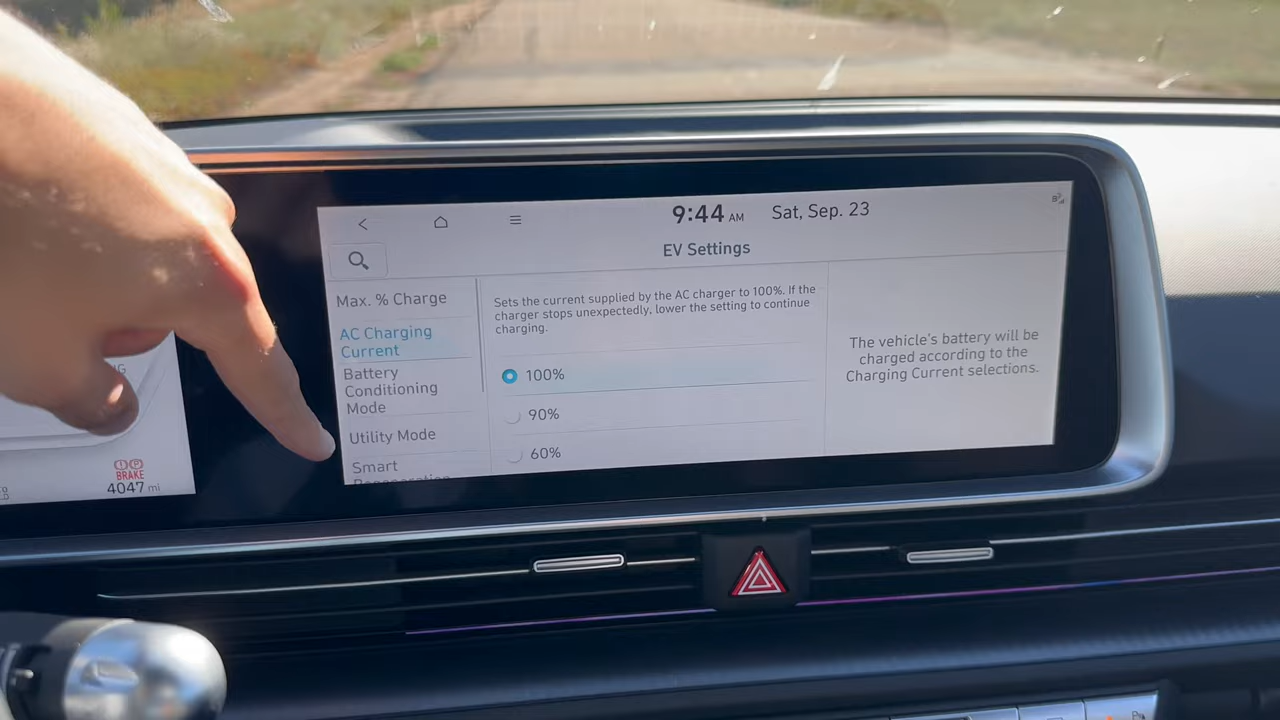 9:44 AM Sat, Sep. 23
EV Settings
Max. % Charge
AC Charging
Current
Battery
Conditioning
Mode
Utility Mode
Smart
Regeneration
Sets the current supplied by the AC charger to 100%. If the
charger stops unexpectedly, lower the setting to continue
charging.
100%
90%
60%
The vehicle's battery will be
charged according to the
Charging Current selections.
BRAKE
4047 mi